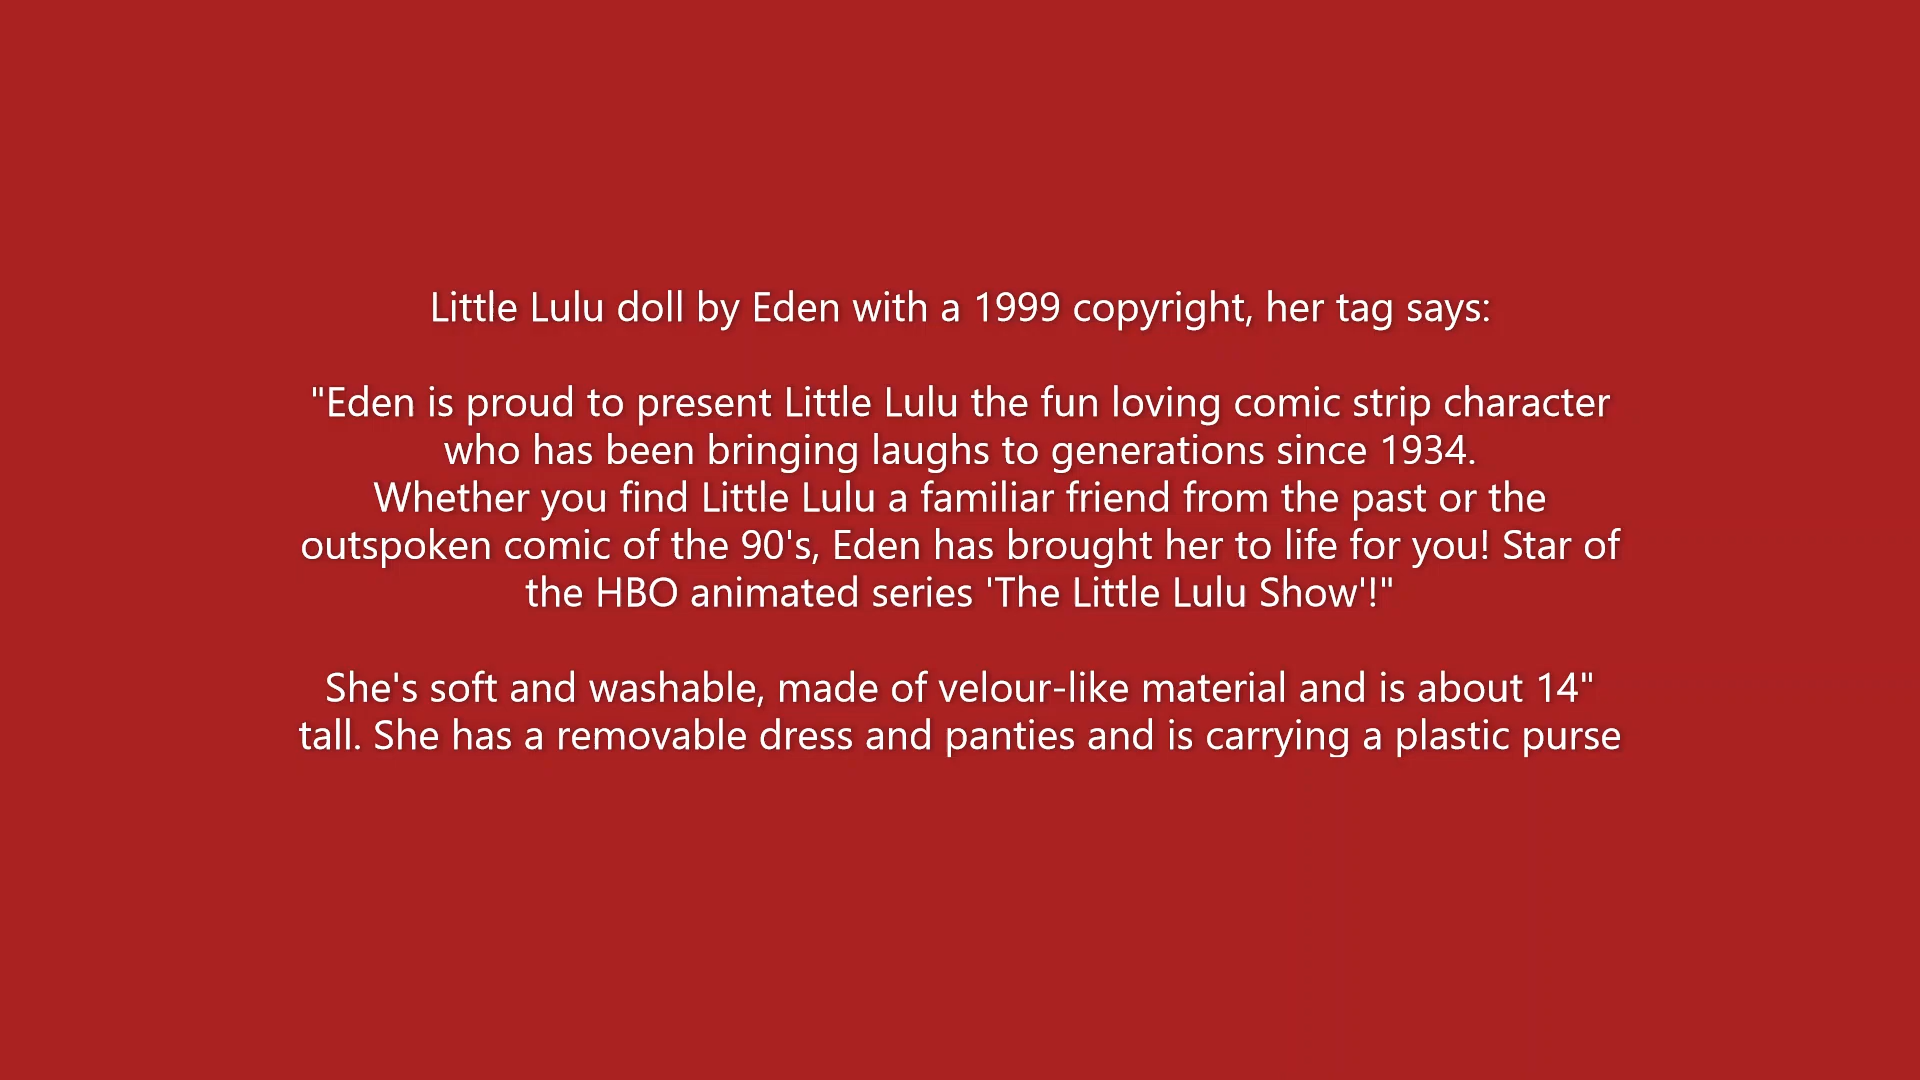 Little Lulu doll by Eden with a 1999 copyright, her tag says:
"Eden is proud to present Little Lulu the fun loving comic strip character
who has been bringing laughs to generations since 1934.
Whether you find Little Lulu a familiar friend from the past or the
outspoken comic of the 90's, Eden has brought her to life for you! Star of
the HBO animated series 'The Little Lulu Show'!"
She's soft and washable, made of velour-like material and is about 14"
tall. She has a removable dress and panties and is carrying a plastic purse